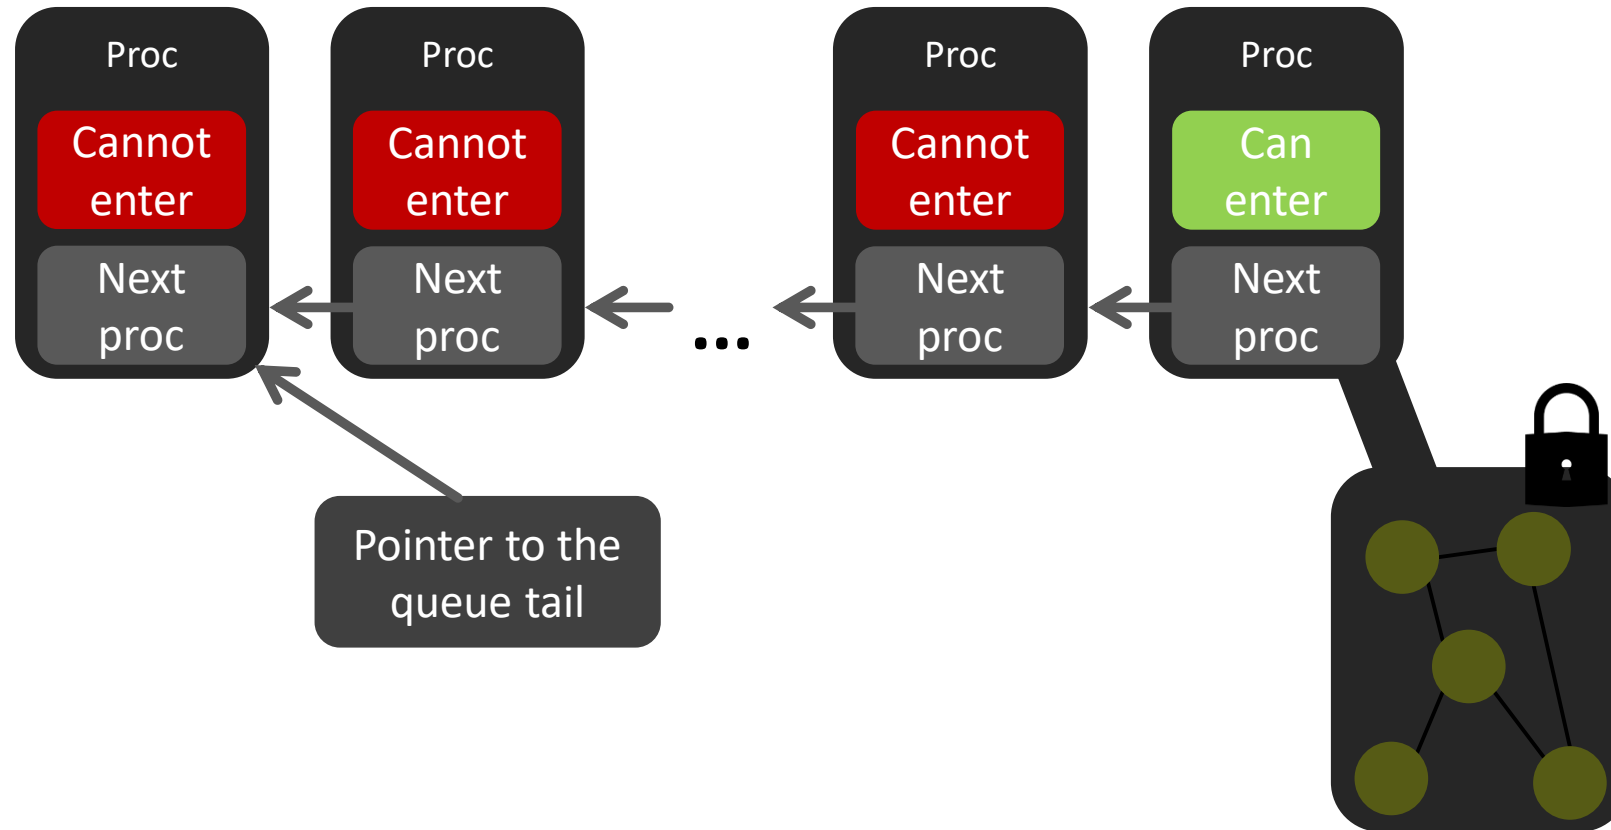 Proc
Cannot
enter
Next
proc
Proc
Cannot
enter
Next
proc
...
Proc
Cannot
enter
Next
proc
Proc
Can
enter
Next
proc
Pointer to the
queue tail